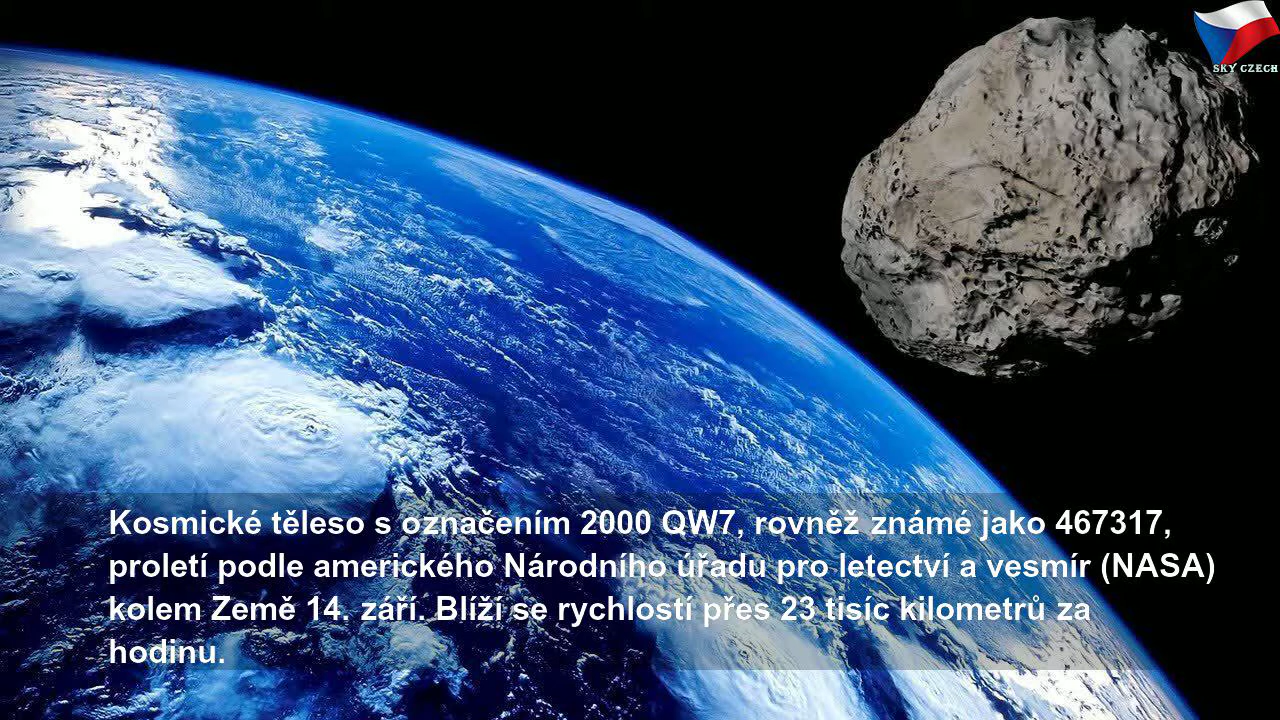 SKY CZECH
Kosmické těleso s označením 2000 QW7, rovněž známé jako 467317,
proletí podle amerického Národního úřadu pro letectví a vesmír (NASA)
kolem Země 14. září. Blíží se rychlostí přes 23 tisíc kilometrů za
hodinu.